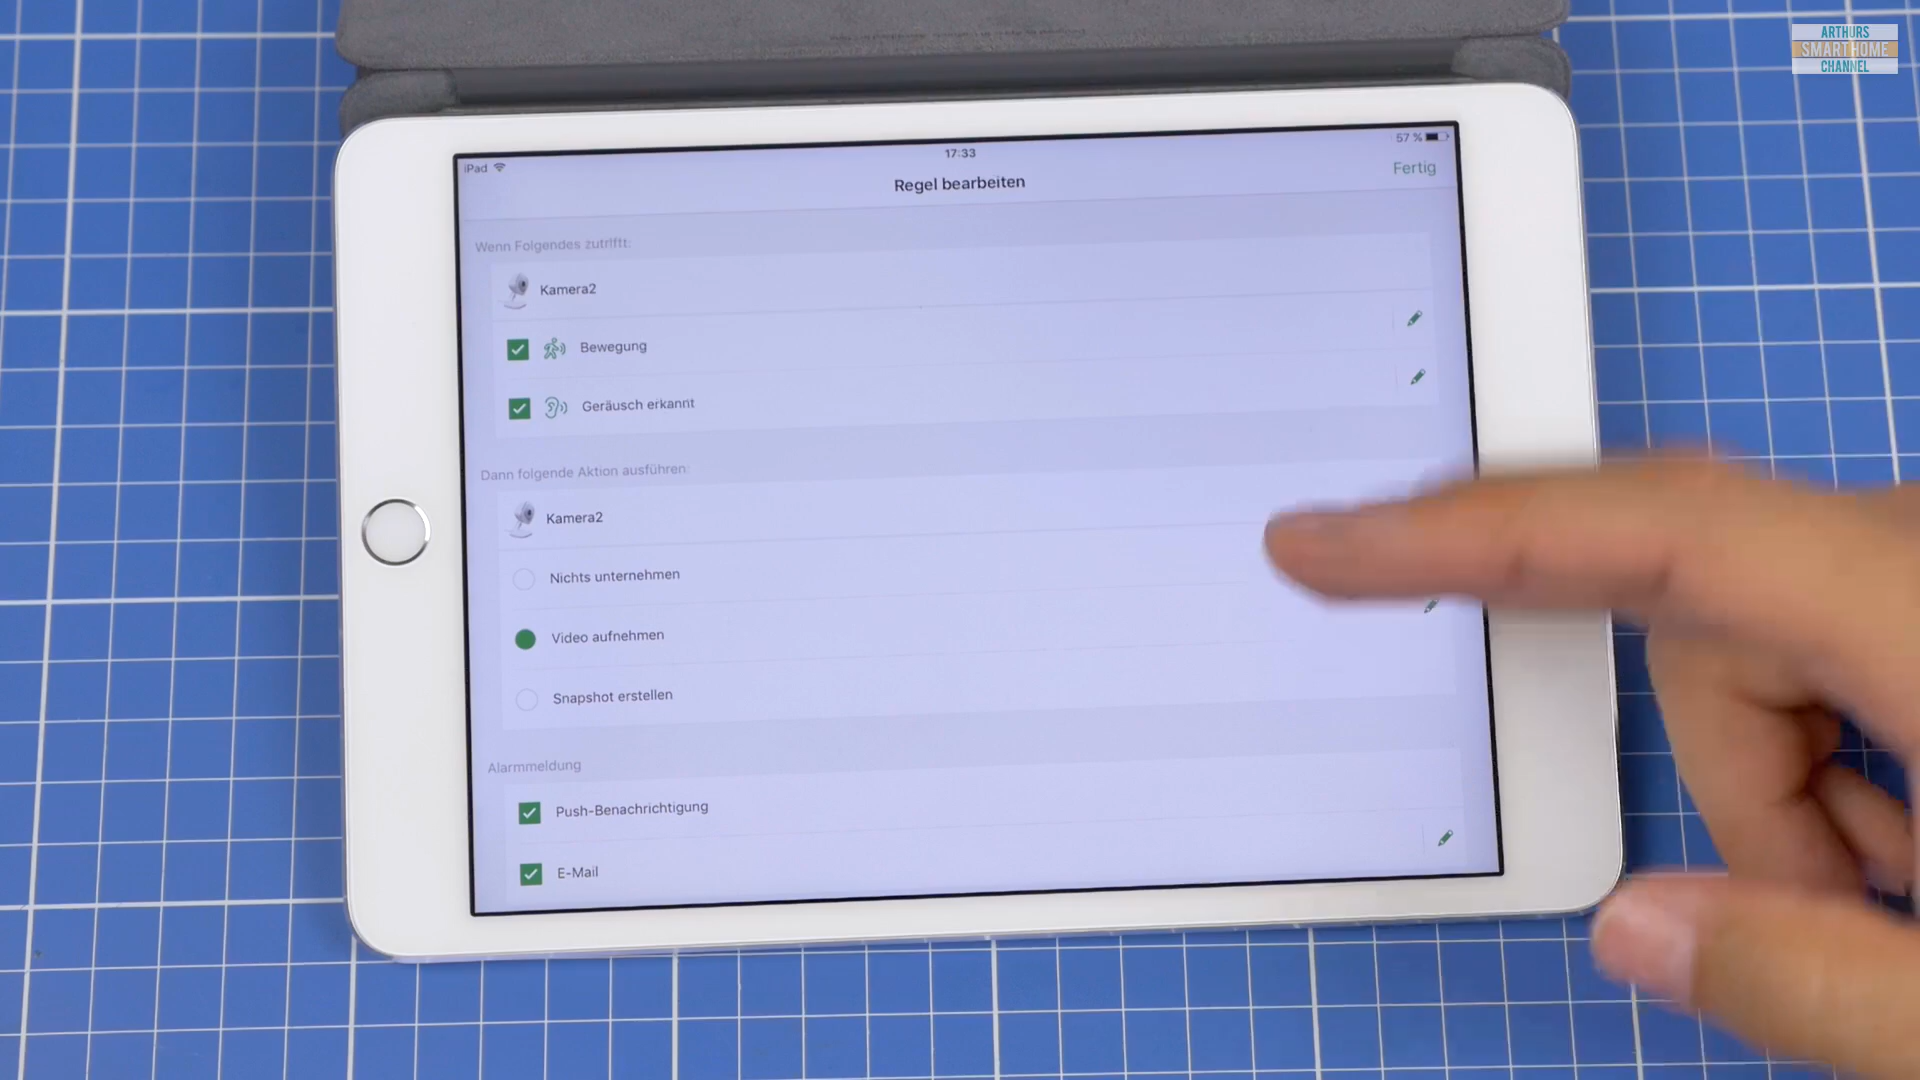 ARTHURS
SMART HOME
CHANNEL
iPad
17:33
57 %
Regel bearbeiten
Fertig
Wenn Folgendes zutrifft:
Kamera2
Bewegung
Geräusch erkannt
Dann folgende Aktion ausführen:
Kamera2
Nichts unternehmen
Video aufnehmen
Snapshot erstellen
Alarmmeldung
Push-Benachrichtigung
E-Mail